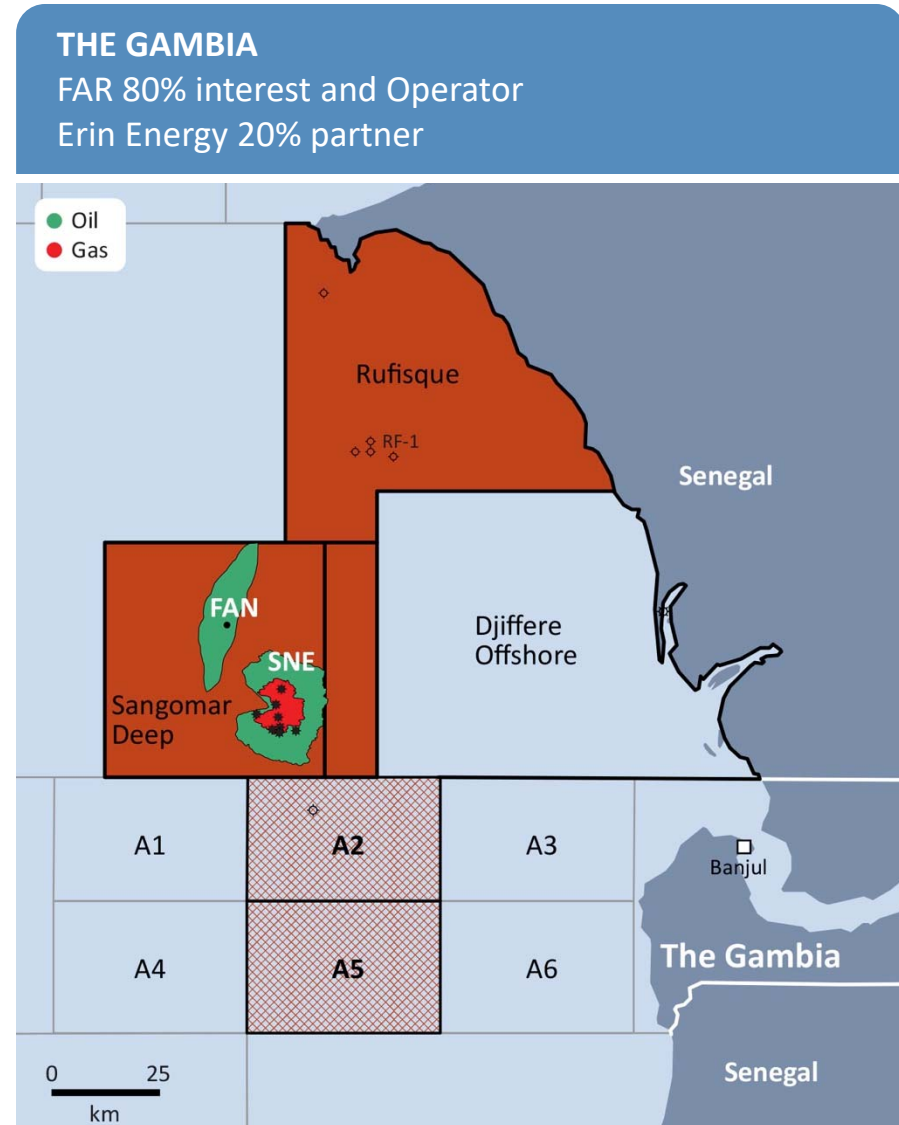 THE GAMBIA
FAR 80% interest and Operator
Erin Energy 20% partner
Oil
Gas
Rufisque
RF-1
Senegal
FAN
SNE
Djiffere
Offshore
Sangomar
Deep
A1
A2
A3
Banjul
A4
A5
A6
The Gambia
0 25
km
Senegal